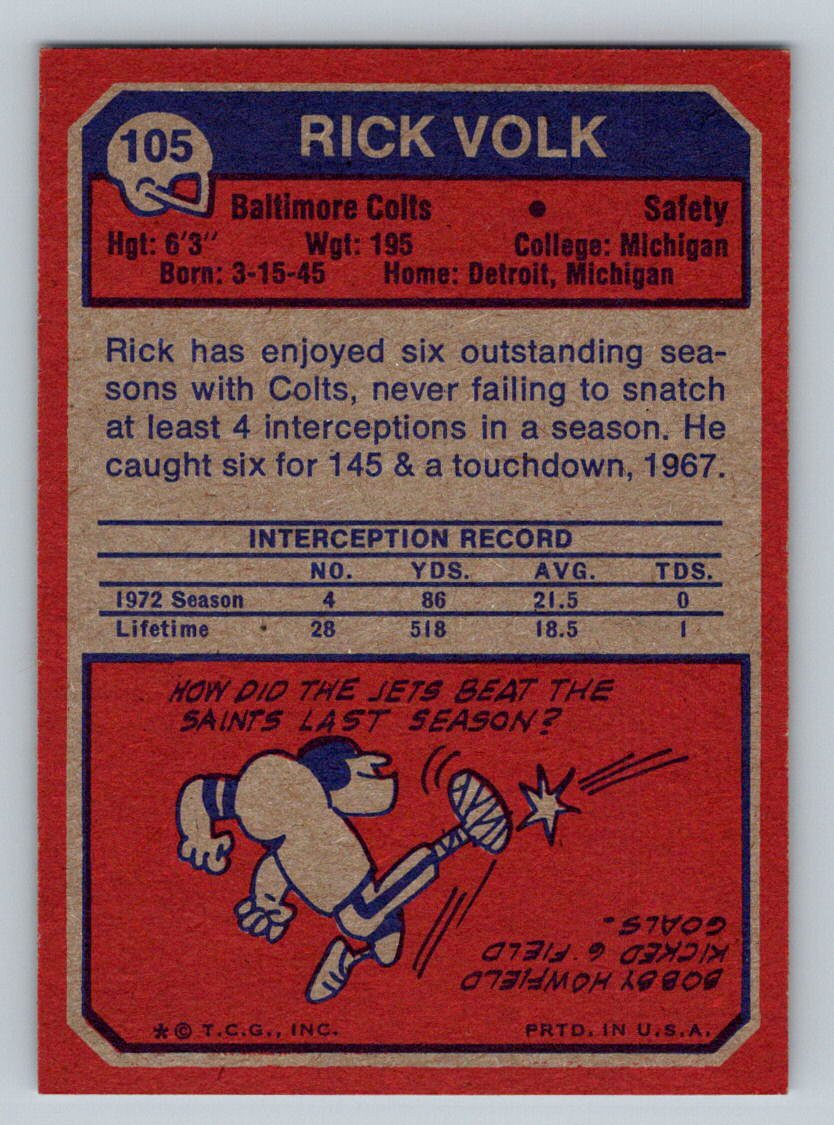 105
RICK VOLK
Baltimore Colts • Safety
Hgt: 6'3" Wgt: 195 College: Michigan
Born: 3-15-45 Home: Detroit, Michigan
Rick has enjoyed six outstanding sea-
sons with Colts, never failing to snatch
at least 4 interceptions in a season. He
caught six for 145 & a touchdown, 1967.
INTERCEPTION RECORD
NO. YDS. AVG. TDS.
1972 Season 4 86 21.5 0
Lifetime 28 518 18.5 1
HOW DID THE JETS BEAT THE
SAINTS LAST SEASON?
BOBBY HOWFIELD
KICKED 6 FIELD
GOALS.
* © T.C.G., INC. PRTD. IN U.S.A.